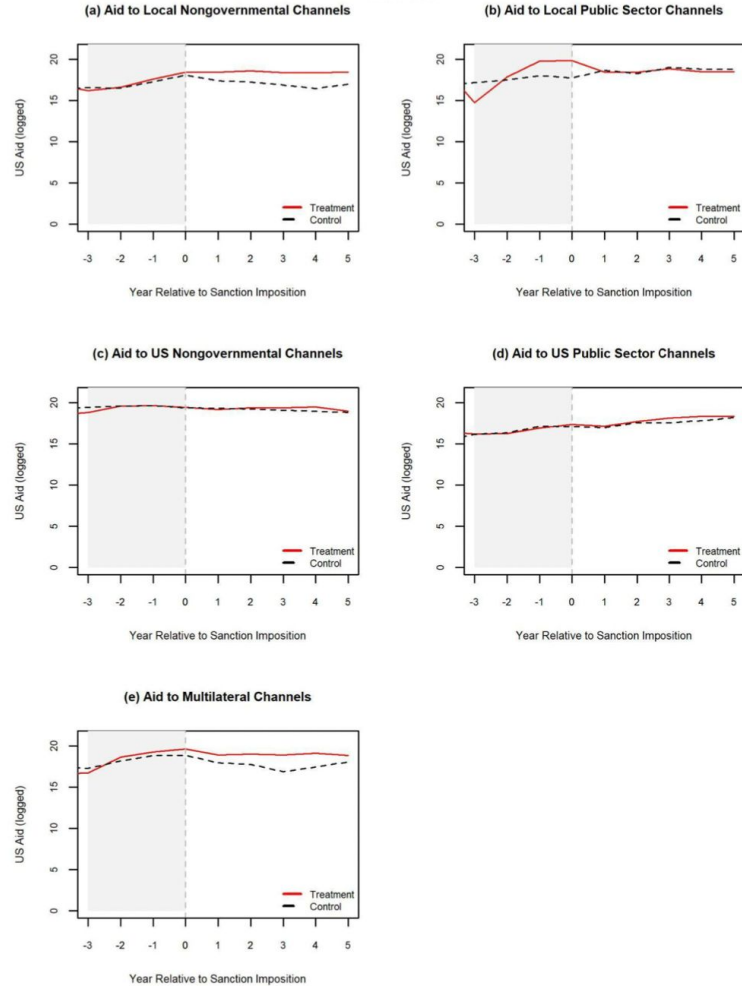 (a) Aid to Local Nongovernmental Channels
US Aid (logged)
20
15
10
5
0
Treatment
Control
-3 -2 -1 0 1 2 3 4 5
Year Relative to Sanction Imposition
(b) Aid to Local Public Sector Channels
US Aid (logged)
20
15
10
5
0
Treatment
Control
-3 -2 -1 0 1 2 3 4 5
Year Relative to Sanction Imposition
(c) Aid to US Nongovernmental Channels
US Aid (logged)
20
15
10
5
0
Treatment
Control
-3 -2 -1 0 1 2 3 4 5
Year Relative to Sanction Imposition
(d) Aid to US Public Sector Channels
US Aid (logged)
20
15
10
5
0
Treatment
Control
-3 -2 -1 0 1 2 3 4 5
Year Relative to Sanction Imposition
(e) Aid to Multilateral Channels
US Aid (logged)
20
15
10
5
0
Treatment
Control
-3 -2 -1 0 1 2 3 4 5
Year Relative to Sanction Imposition